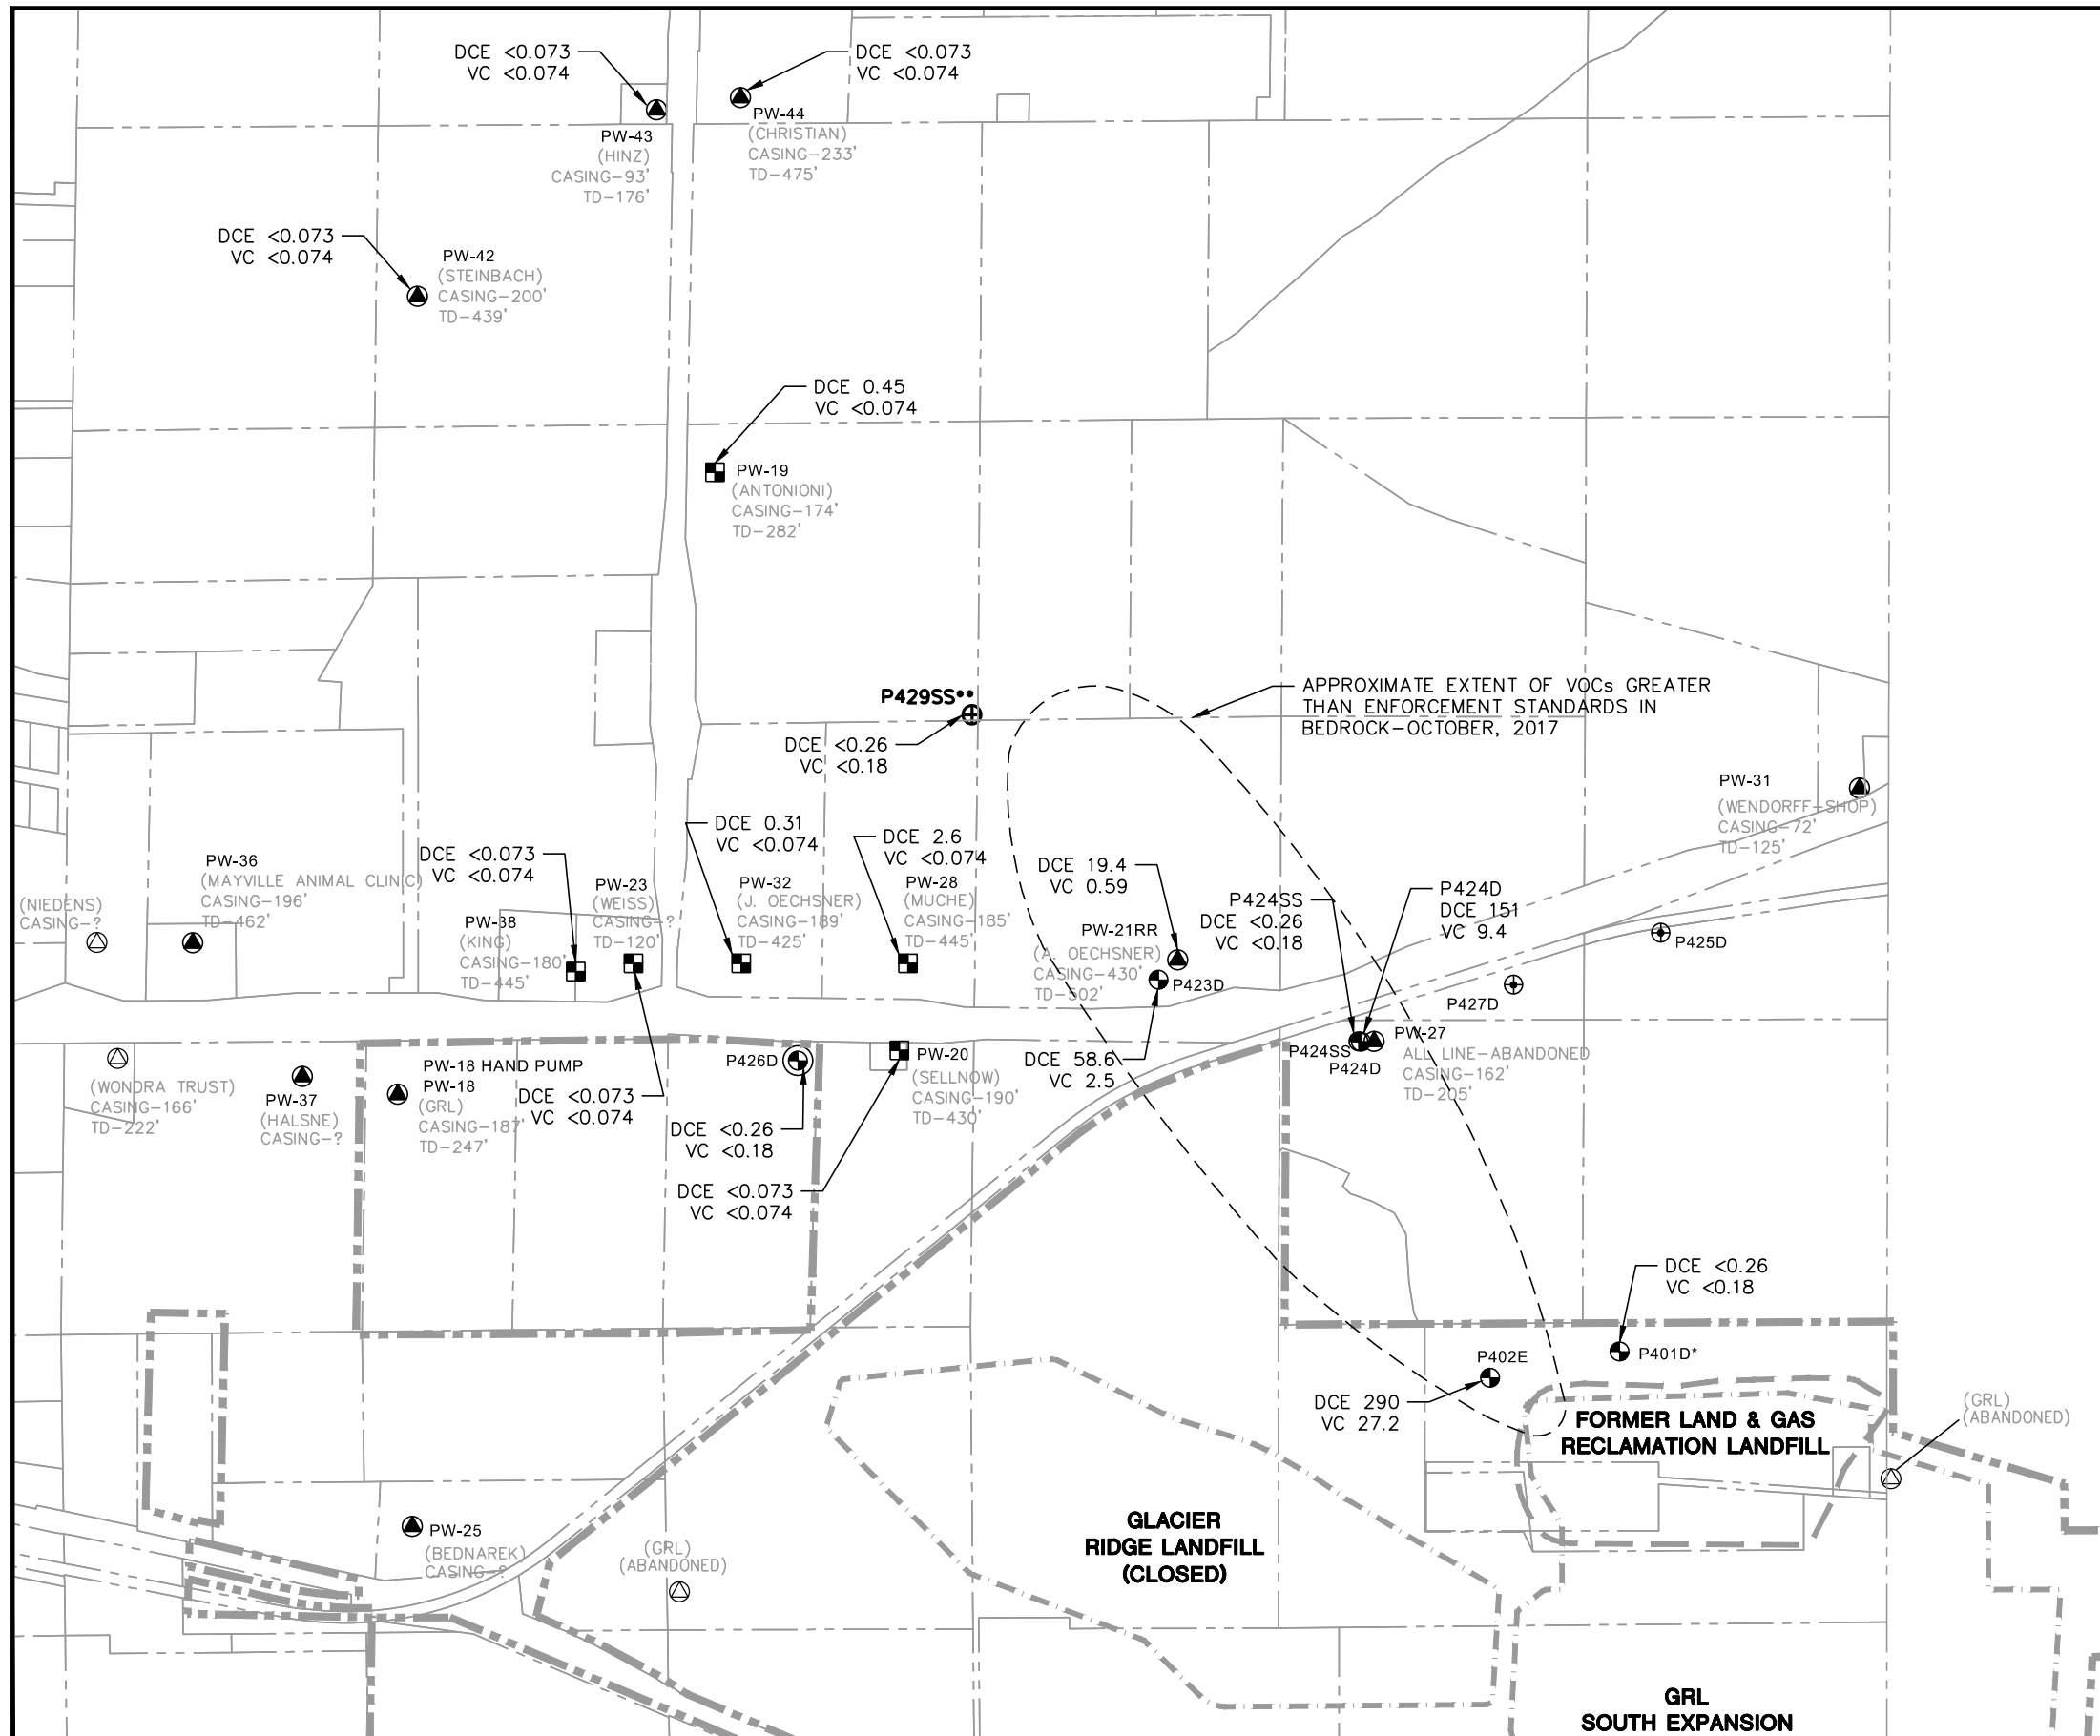 DCE <0.073
VC <0.074
DCE <0.073
VC <0.074
PW-43
(HINZ)
CASING-93'
TD-176'
PW-44
(CHRISTIAN)
CASING-233'
TD-475'
DCE <0.073
VC <0.074
PW-42
(STEINBACH)
CASING-200'
TD-439'
DCE 0.45
VC <0.074
PW-19
(ANTONIONI)
CASING-174'
TD-282'
P429SS**
DCE <0.26
VC <0.18
APPROXIMATE EXTENT OF VOCs GREATER
THAN ENFORCEMENT STANDARDS IN
BEDROCK-OCTOBER, 2017
PW-31
(WENDORFF-SHOP)
CASING-72'
TD-125'
(NIEDENS)
CASING-?
PW-36
(MAYVILLE ANIMAL CLINIC)
CASING-196'
TD-462'
DCE <0.073
VC <0.074
PW-38
(KING)
CASING-180'
TD-445'
PW-23
(WEISS)
CASING-?
TD-120'
DCE 0.31
VC <0.074
PW-32
(J. OECHSNER)
CASING-189'
TD-425'
DCE 2.6
VC <0.074
PW-28
(MUCHE)
CASING-185'
TD-445'
DCE 19.4
VC 0.59
PW-21RR
(A. OECHSNER)
CASING-430'
TD-502'
P423D
P424SS
DCE <0.26
VC <0.18
P424D
DCE 151
VC 9.4
P425D
P427D
(WONDRA TRUST)
CASING-166'
TD-222'
PW-37
(HALSNE)
CASING-?
PW-18 HAND PUMP
PW-18
(GRL)
CASING-187'
TD-247'
DCE <0.073
VC <0.074
P426D
DCE <0.26
VC <0.18
DCE <0.073
VC <0.074
PW-20
(SELLNOW)
CASING-190'
TD-430'
DCE 58.6
VC 2.5
P424SS
P424D
PW-27
ALL LINE-ABANDONED
CASING-162'
TD-205'
DCE <0.26
VC <0.18
P401D*
P402E
DCE 290
VC 27.2
FORMER LAND & GAS
RECLAMATION LANDFILL
(GRL)
(ABANDONED)
PW-25
(BEDNAREK)
CASING-?
(GRL)
(ABANDONED)
GLACIER
RIDGE LANDFILL
(CLOSED)
GRL
SOUTH EXPANSION